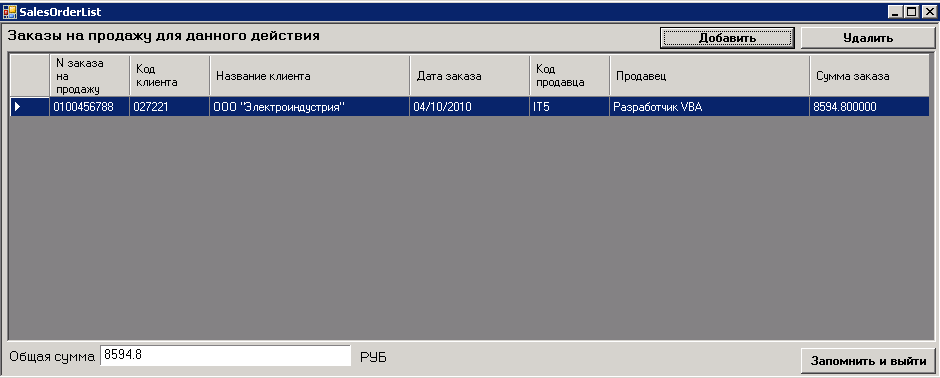 SalesOrderList
Заказы на продажу для данного действия
Добавить
Удалить
N заказа
на
продажу
Код
клиента
Название клиента
Дата заказа
Код
продавца
Продавец
Сумма заказа
0100456788
027221
ООО "Электроиндустрия"
04/10/2010
IT5
Разработчик VBA
8594.800000
Общая сумма
8594.8
РУБ
Запомнить и выйти